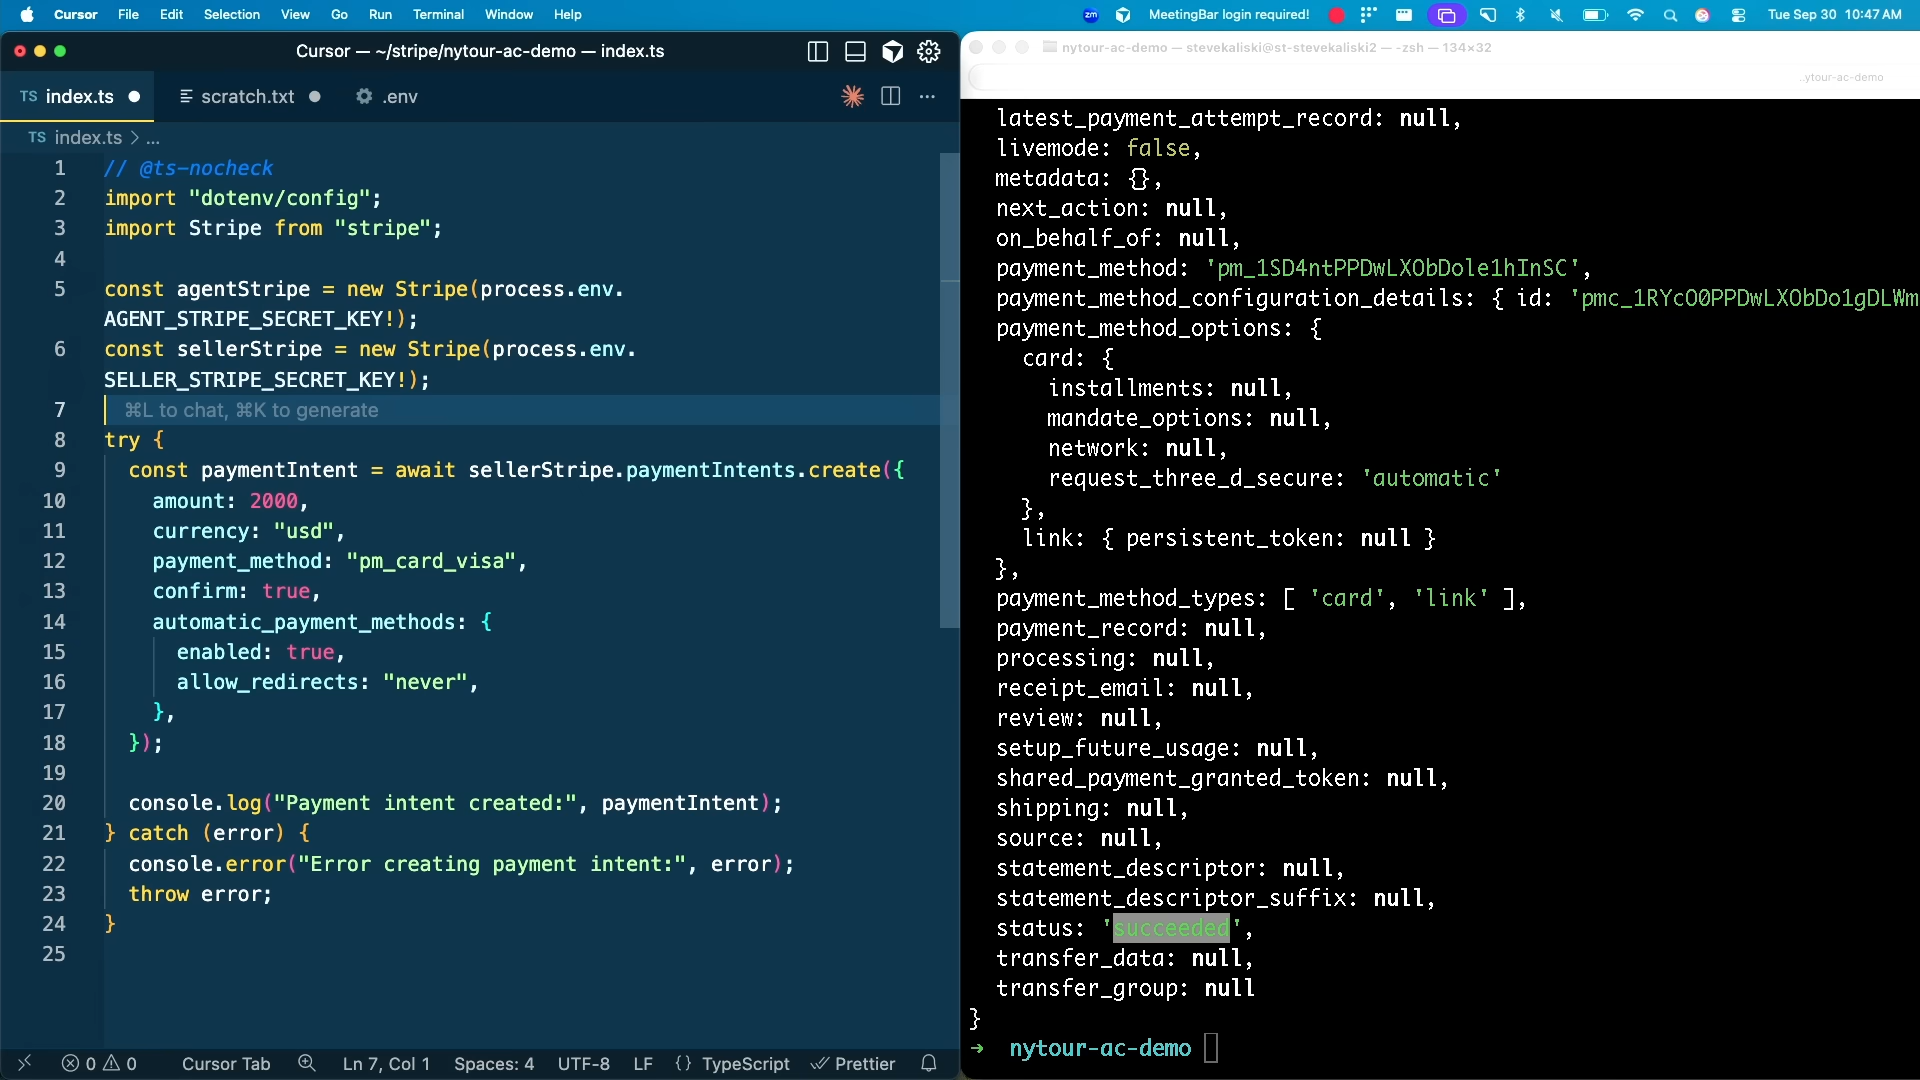 Cursor File Edit Selection View Go Run Terminal Window Help
zm MeetingBar login required! Tue Sep 30 10:47 AM
Cursor — ~/stripe/nytour-ac-demo — index.ts
TS index.ts scratch.txt .env
TS index.ts > ...
1 // @ts-nocheck
2 import "dotenv/config";
3 import Stripe from "stripe";
4
5 const agentStripe = new Stripe(process.env.
AGENT_STRIPE_SECRET_KEY!);
6 const sellerStripe = new Stripe(process.env.
SELLER_STRIPE_SECRET_KEY!);
7 ⌘L to chat, ⌘K to generate
8 try {
9 const paymentIntent = await sellerStripe.paymentIntents.create({
10 amount: 2000,
11 currency: "usd",
12 payment_method: "pm_card_visa",
13 confirm: true,
14 automatic_payment_methods: {
15 enabled: true,
16 allow_redirects: "never",
17 },
18 });
19
20 console.log("Payment intent created:", paymentIntent);
21 } catch (error) {
22 console.error("Error creating payment intent:", error);
23 throw error;
24 }
25
0 0 Cursor Tab Ln 7, Col 1 Spaces: 4 UTF-8 LF {} TypeScript Prettier
nytour-ac-demo — stevekaliski@st-stevekaliski2 — -zsh — 134×32
..ytour-ac-demo
latest_payment_attempt_record: null,
livemode: false,
metadata: {},
next_action: null,
on_behalf_of: null,
payment_method: 'pm_1SD4ntPPDwLXObDole1hInSC',
payment_method_configuration_details: { id: 'pmc_1RYcO0PPDwLXObDo1gDLWm
payment_method_options: {
card: {
installments: null,
mandate_options: null,
network: null,
request_three_d_secure: 'automatic'
},
link: { persistent_token: null }
},
payment_method_types: [ 'card', 'link' ],
payment_record: null,
processing: null,
receipt_email: null,
review: null,
setup_future_usage: null,
shared_payment_granted_token: null,
shipping: null,
source: null,
statement_descriptor: null,
statement_descriptor_suffix: null,
status: 'succeeded',
transfer_data: null,
transfer_group: null
}
➜ nytour-ac-demo